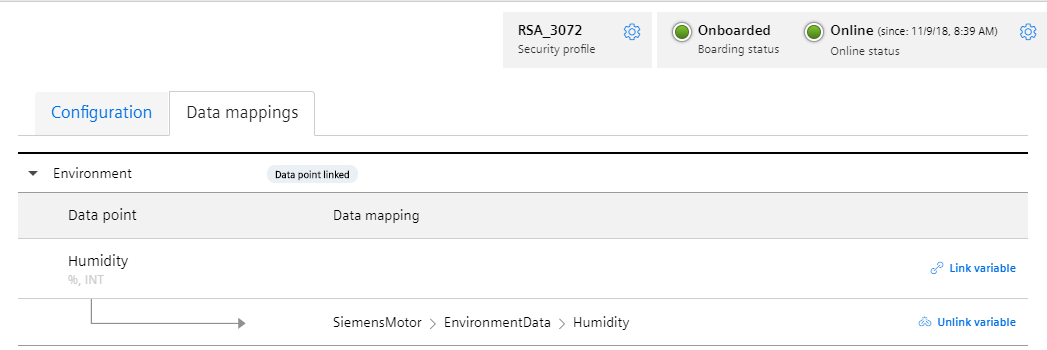 RSA_3072
Security profile
Onboarded
Boarding status
Online (since: 11/9/18, 8:39 AM)
Online status
Configuration
Data mappings
Environment
Data point linked
Data point
Data mapping
Humidity
%, INT
Link variable
SiemensMotor > EnvironmentData > Humidity
Unlink variable